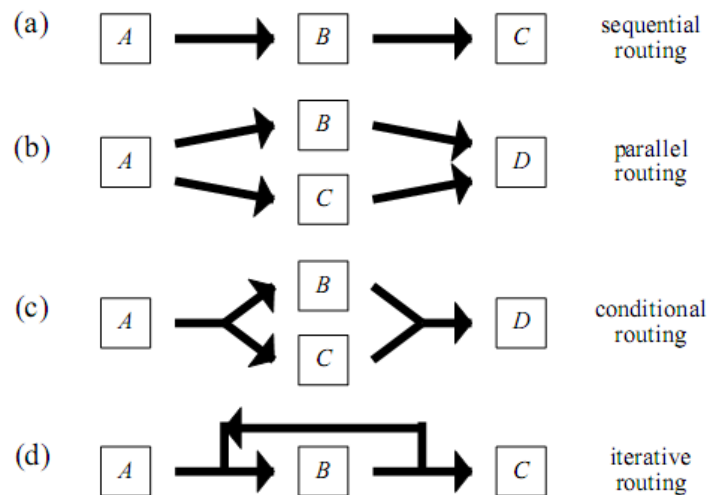 (a) A B C sequential
routing
B
(b) A D parallel
routing
C
B
(c) A D conditional
routing
C
(d) A B C iterative
routing